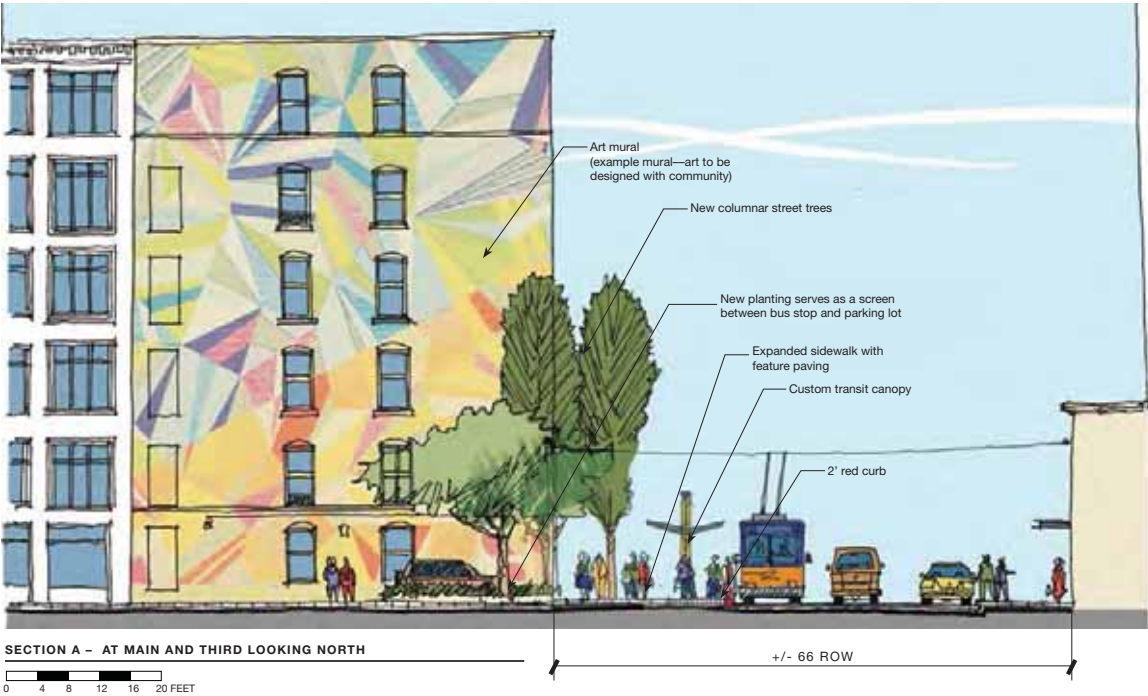 Art mural
(example mural—art to be
designed with community)
New columnar street trees
New planting serves as a screen
between bus stop and parking lot
Expanded sidewalk with
feature paving
Custom transit canopy
2' red curb
SECTION A – AT MAIN AND THIRD LOOKING NORTH
+/- 66 ROW
0 4 8 12 16 20 FEET